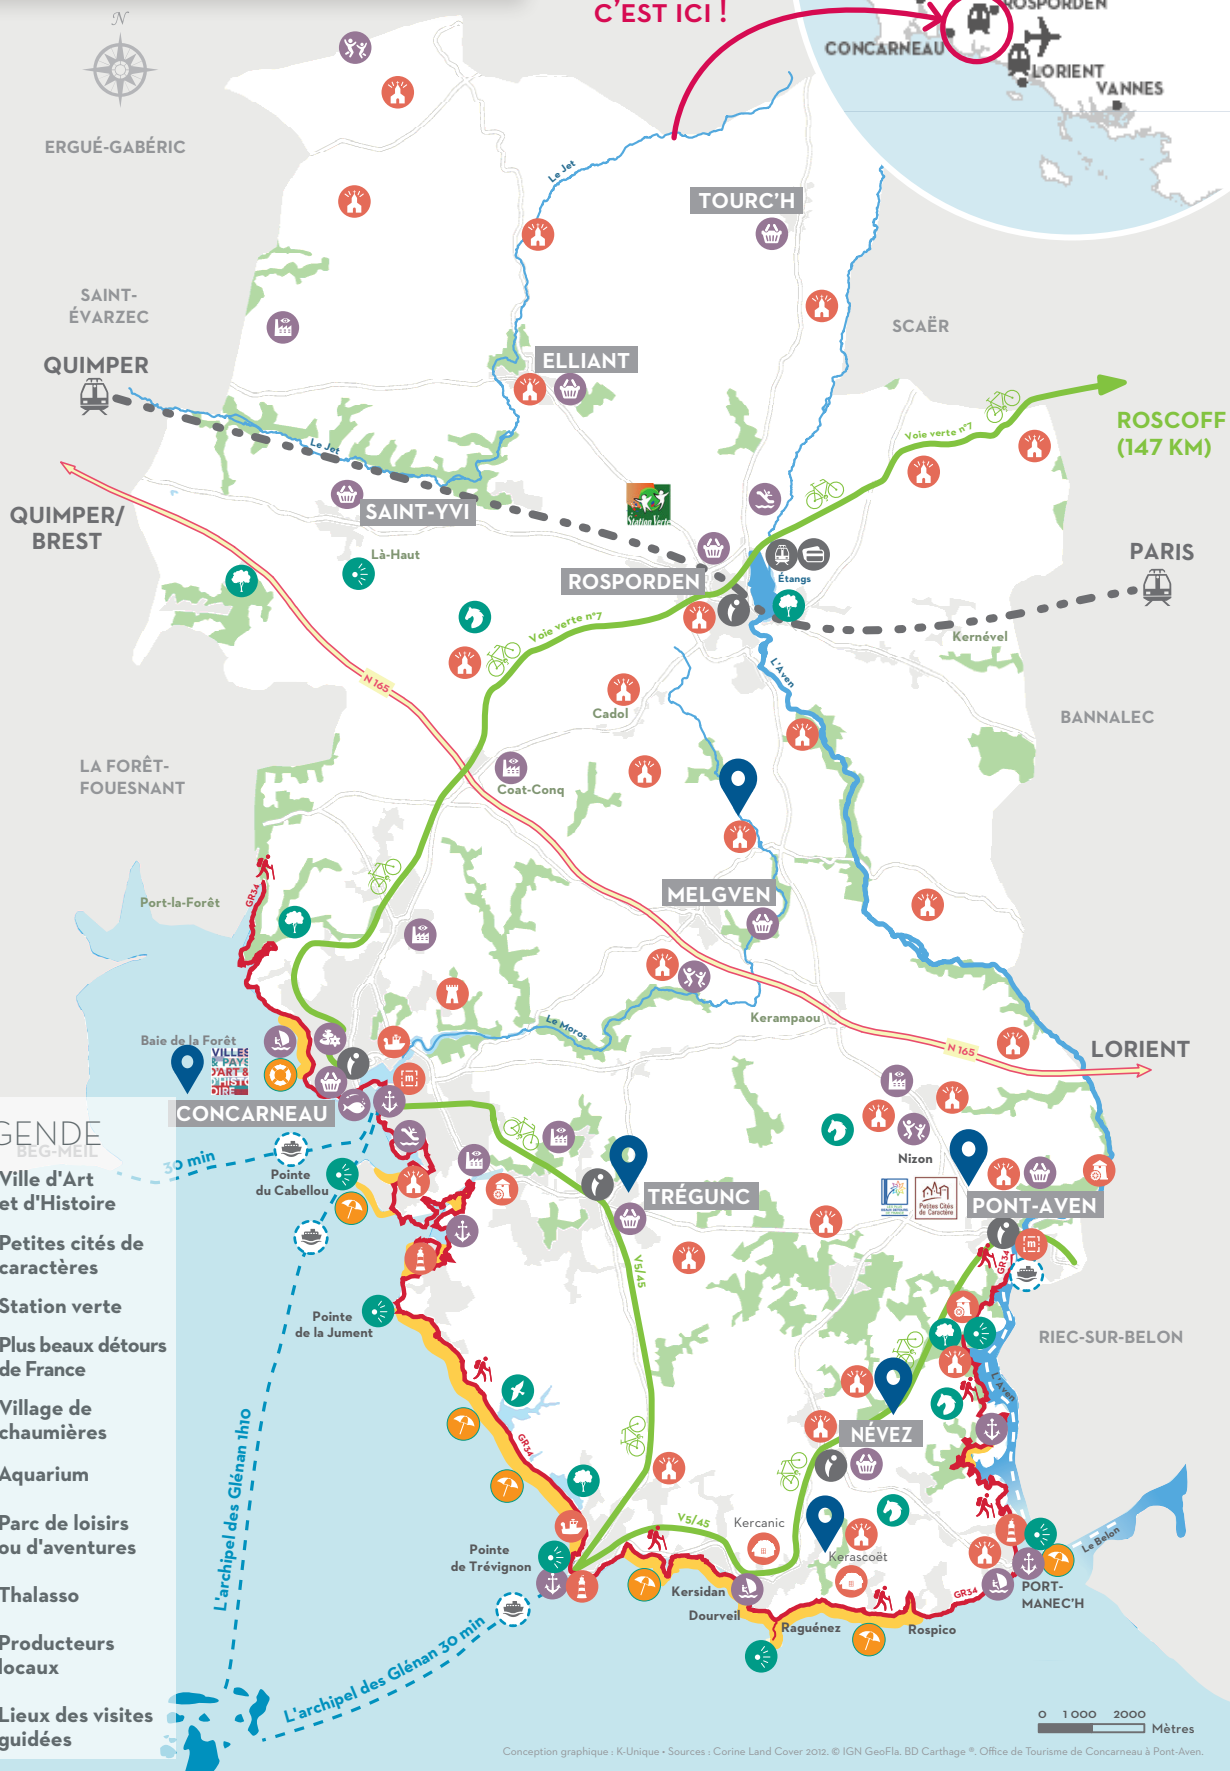 C'EST ICI !
ROSPORDEN
CONCARNEAU
LORIENT
VANNES
N
ERGUÉ-GABÉRIC
Le Jet
TOURC'H
SAINT-
ÉVARZEC
SCAËR
QUIMPER
ELLIANT
ROSCOFF
(147 KM)
Voie verte n°7
Le Jet
QUIMPER/
BREST
SAINT-YVI
Station Verte
Là-Haut
PARIS
ROSPORDEN
Étangs
Voie verte n°7
Kernével
L'Aven
N 165
Cadol
BANNALEC
LA FORÊT-
FOUESNANT
Coat-Conq
GR34
Port-la-Forêt
MELGVEN
Kerampaou
Le Moros
Baie de la Forêt
VILLES
& PAYS
D'ART &
D'HISTO
IRE
N 165
LORIENT
CONCARNEAU
GENDE
BEG-MEIL
30 min
Nizon
Ville d'Art
et d'Histoire
Pointe
du Cabellou
TRÉGUNC
Petites Cités
de Caractère
PONT-AVEN
Petites cités de
caractères
V5/45
GR34
Station verte
Pointe
de la Jument
RIEC-SUR-BELON
Plus beaux détours
de France
L'Aven
Village de
chaumières
GR34
NÉVEZ
L'archipel des Glénan 1h10
Aquarium
Parc de loisirs
ou d'aventures
V5/45
Kercanic
Le Belon
Pointe
de Trévignon
Kerascoët
Thalasso
Kersidan
GR34
PORT-
MANEC'H
Dourveil
Raguénez
Rospico
Producteurs
locaux
L'archipel des Glénan 30 min
Lieux des visites
guidées
0 1 000 2000
Mètres
Conception graphique : K-Unique • Sources : Corine Land Cover 2012. © IGN GeoFla. BD Carthage ®. Office de Tourisme de Concarneau à Pont-Aven.